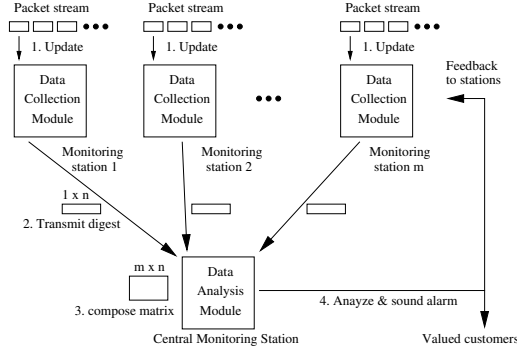 Packet stream
Packet stream
Packet stream
1. Update
1. Update
1. Update
Data
Collection
Module
Data
Collection
Module
Data
Collection
Module
Feedback
to stations
Monitoring
station 1
Monitoring
station 2
Monitoring
station m
1 x n
2. Transmit digest
m x n
3. compose matrix
Data
Analysis
Module
4. Anayze & sound alarm
Central Monitoring Station
Valued customers